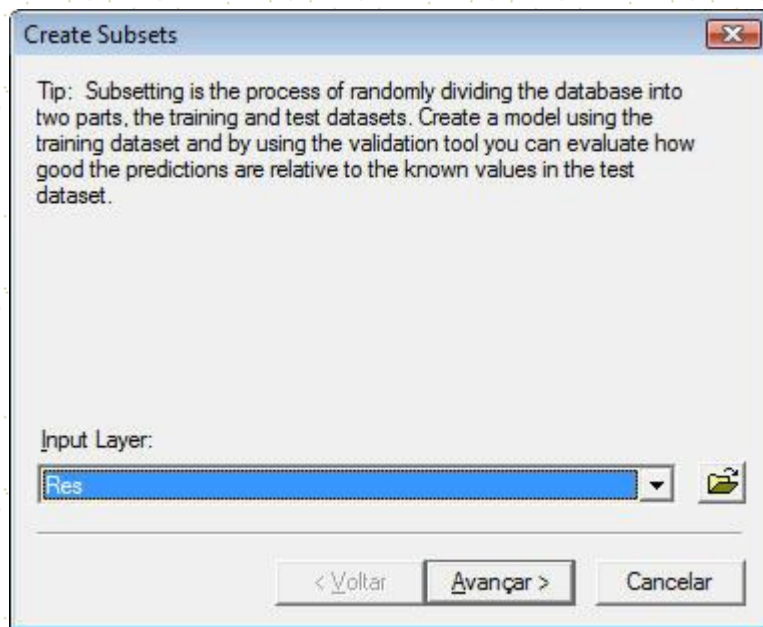 Create Subsets
Tip: Subsetting is the process of randomly dividing the database into
two parts, the training and test datasets. Create a model using the
training dataset and by using the validation tool you can evaluate how
good the predictions are relative to the known values in the test
dataset.
Input Layer:
Res
< Voltar
Avançar >
Cancelar